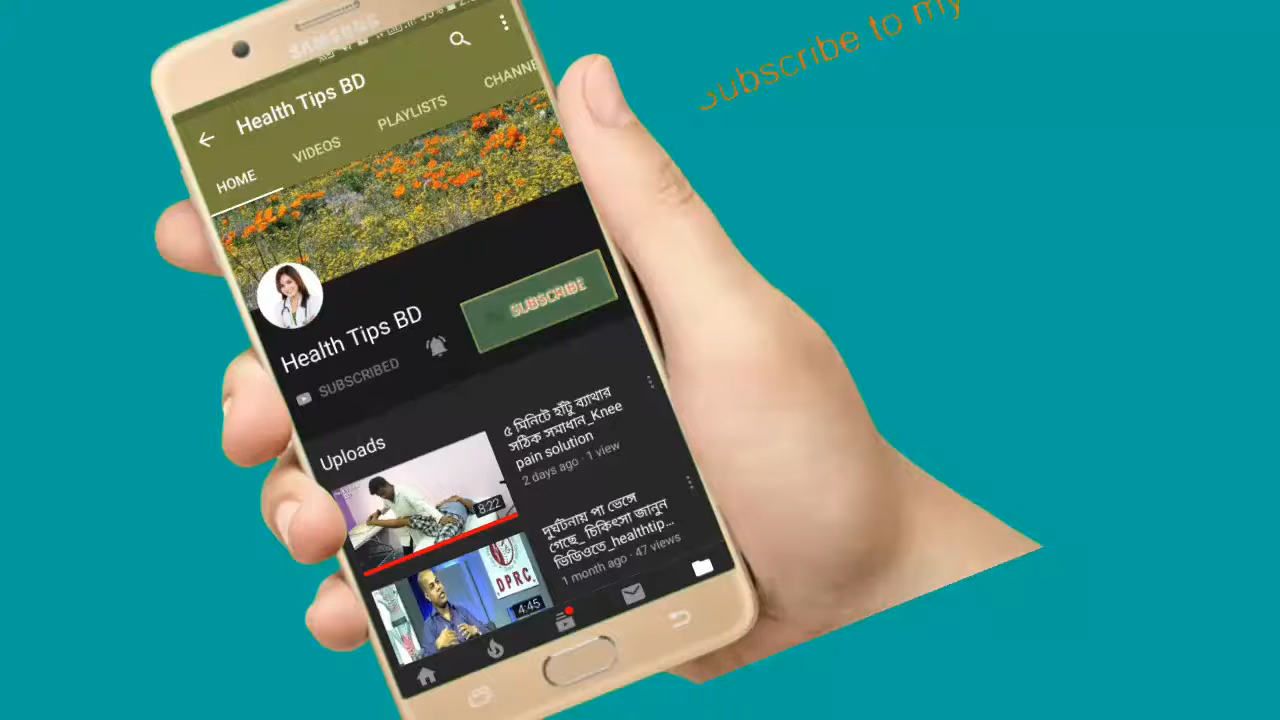 Subscribe to my
SAMSUNG
Health Tips BD
HOME VIDEOS PLAYLISTS CHANNE
Health Tips BD
SUBSCRIBED
SUBSCRIBE
Uploads
৫ মিনিটে হাঁটু ব্যাথার
সঠিক সমাধান_Knee
pain solution
2 days ago · 1 view
8:22
দুর্ঘটনায় পা ভেঙ্গে
গেছে_ চিকিৎসা জানুন
ভিডিওতে_healthtip...
1 month ago · 47 views
DPRC
4:45